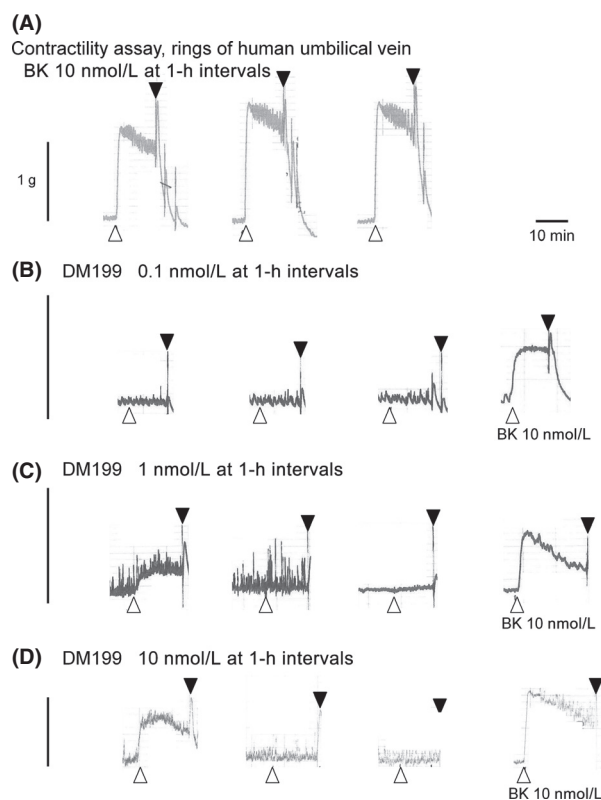 (A)
Contractility assay, rings of human umbilical vein
BK 10 nmol/L at 1-h intervals
1 g
10 min
(B) DM199 0.1 nmol/L at 1-h intervals
BK 10 nmol/L
(C) DM199 1 nmol/L at 1-h intervals
BK 10 nmol/L
(D) DM199 10 nmol/L at 1-h intervals
BK 10 nmol/L